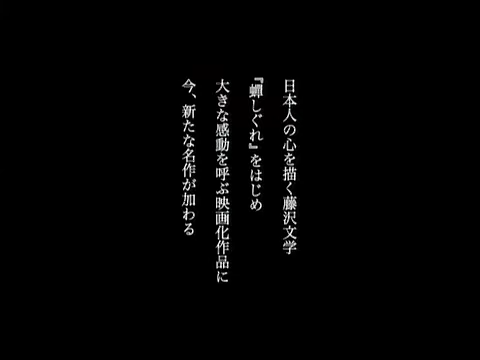 日本人の心を描く藤沢文学
『蟬しぐれ』をはじめ
大きな感動を呼ぶ映画化作品に
今、新たな名作が加わる